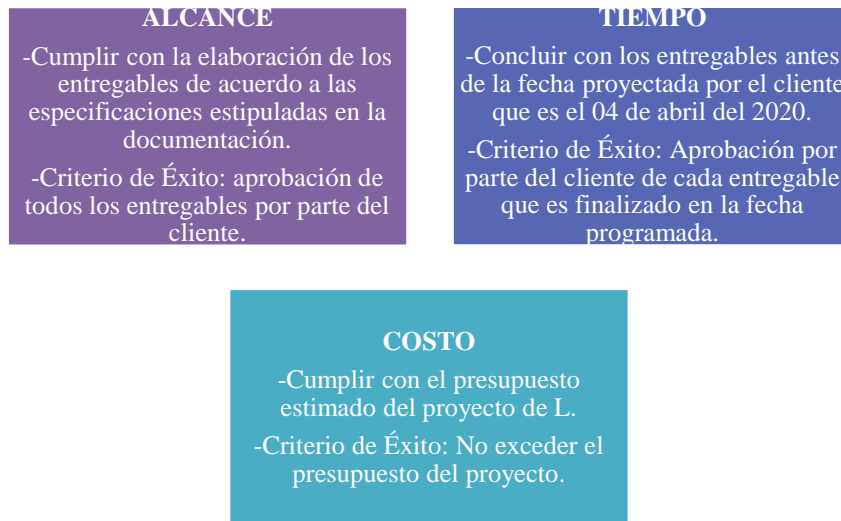 ALCANCE
-Cumplir con la elaboración de los
entregables de acuerdo a las
especificaciones estipuladas en la
documentación.
-Criterio de Éxito: aprobación de
todos los entregables por parte del
cliente.
TIEMPO
-Concluir con los entregables antes
de la fecha proyectada por el cliente
que es el 04 de abril del 2020.
-Criterio de Éxito: Aprobación por
parte del cliente de cada entregable
que es finalizado en la fecha
programada.
COSTO
-Cumplir con el presupuesto
estimado del proyecto de L.
-Criterio de Éxito: No exceder el
presupuesto del proyecto.